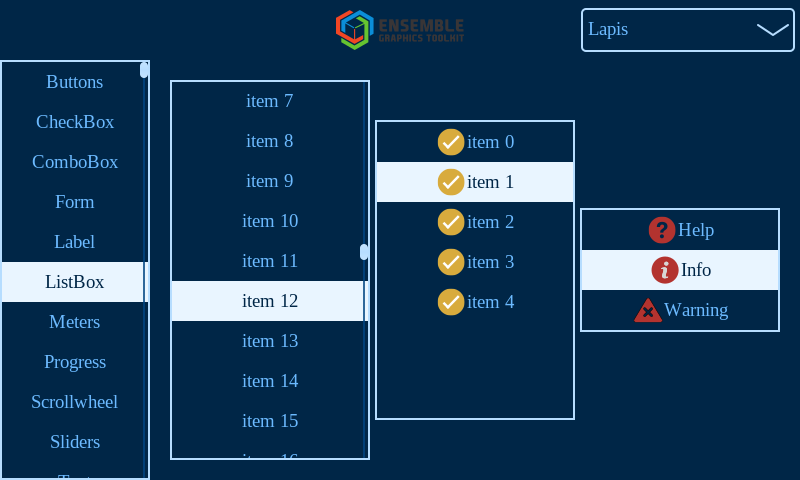 ENSEMBLE
GRAPHICS TOOLKIT
Lapis
Buttons
CheckBox
ComboBox
Form
Label
ListBox
Meters
Progress
Scrollwheel
Sliders
item 7
item 8
item 9
item 10
item 11
item 12
item 13
item 14
item 15
item 16
item 0
item 1
item 2
item 3
item 4
Help
Info
Warning